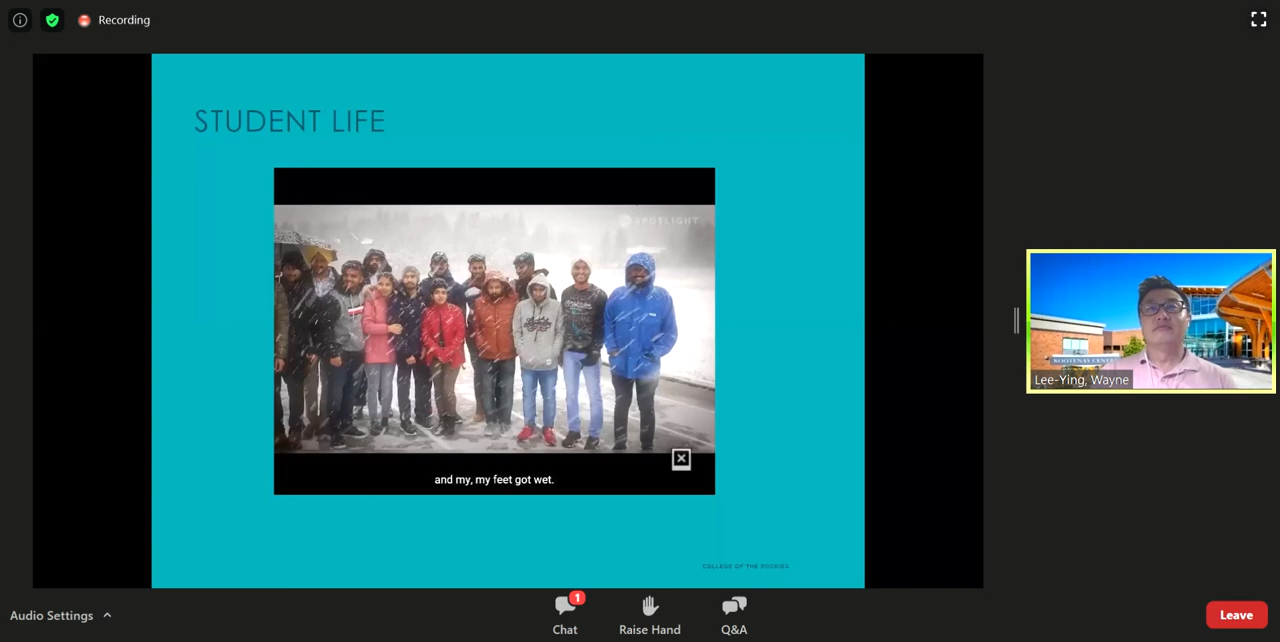 Recording
STUDENT LIFE
SPOTLIGHT
and my, my feet got wet.
COLLEGE OF THE ROCKIES
KOOTENAY CENTRE
Lee-Ying, Wayne
Audio Settings
1
Chat
Raise Hand
Q&A
Leave